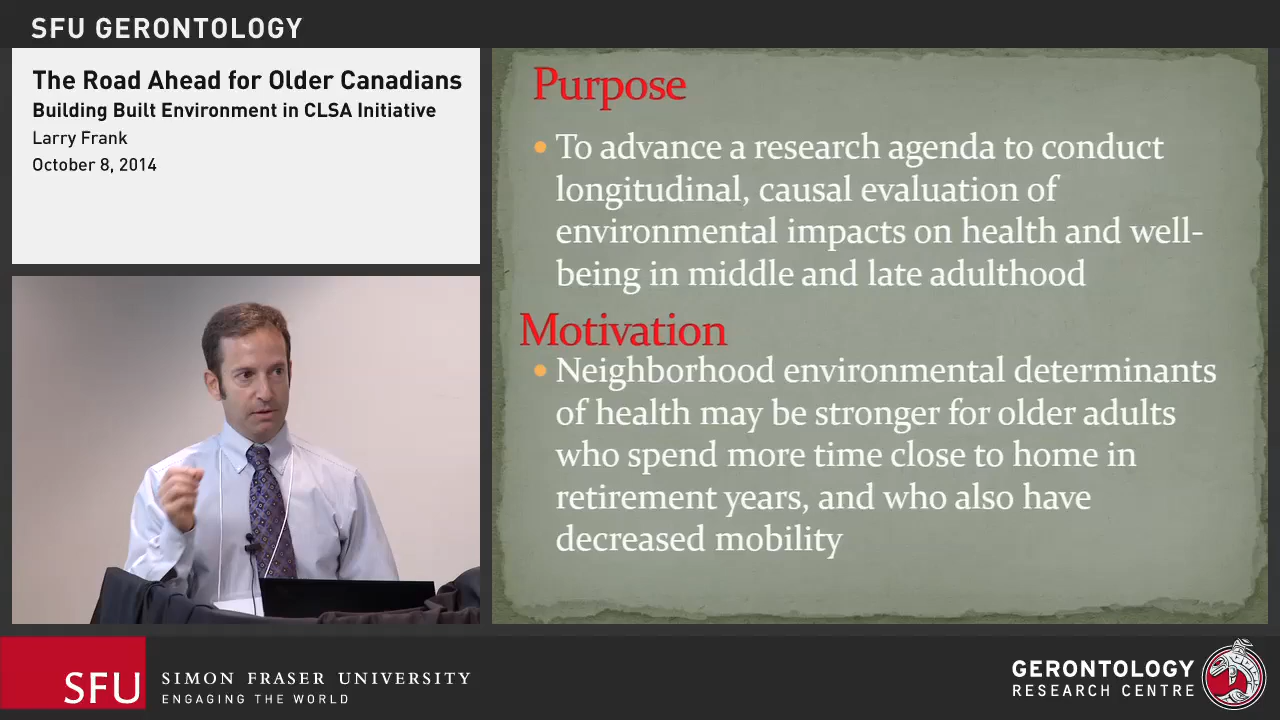 SFU GERONTOLOGY
The Road Ahead for Older Canadians
Building Built Environment in CLSA Initiative
Larry Frank
October 8, 2014
Purpose
• To advance a research agenda to conduct
longitudinal, causal evaluation of
environmental impacts on health and well-
being in middle and late adulthood
Motivation
• Neighborhood environmental determinants
of health may be stronger for older adults
who spend more time close to home in
retirement years, and who also have
decreased mobility
SFU
SIMON FRASER UNIVERSITY
ENGAGING THE WORLD
GERONTOLOGY
RESEARCH CENTRE